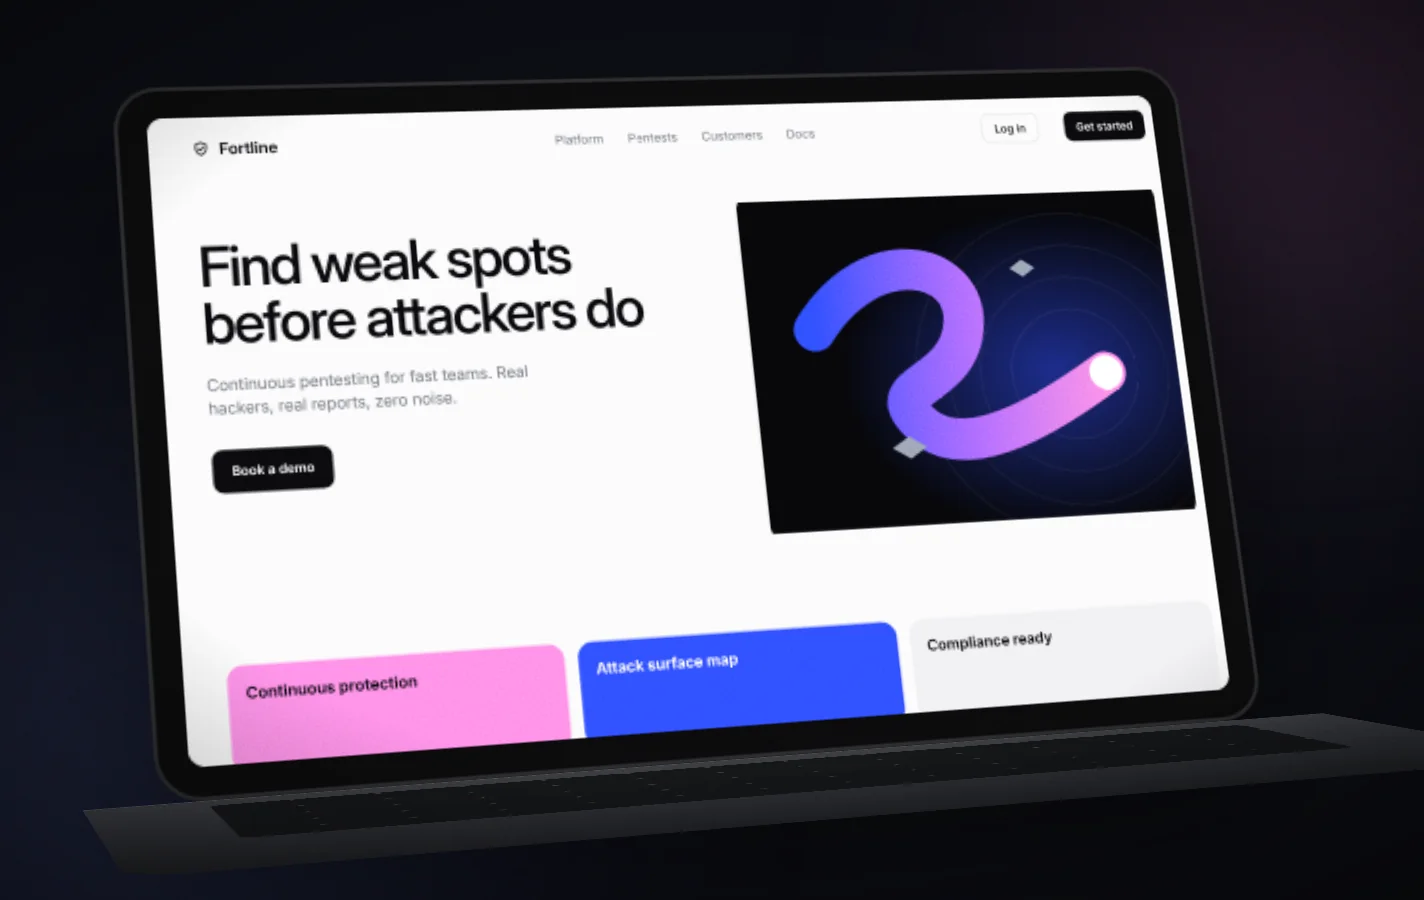 Fortline
Platform Pentests Customers Docs
Log in
Get started
Find weak spots
before attackers do
Continuous pentesting for fast teams. Real
hackers, real reports, zero noise.
Book a demo
Continuous protection
Attack surface map
Compliance ready